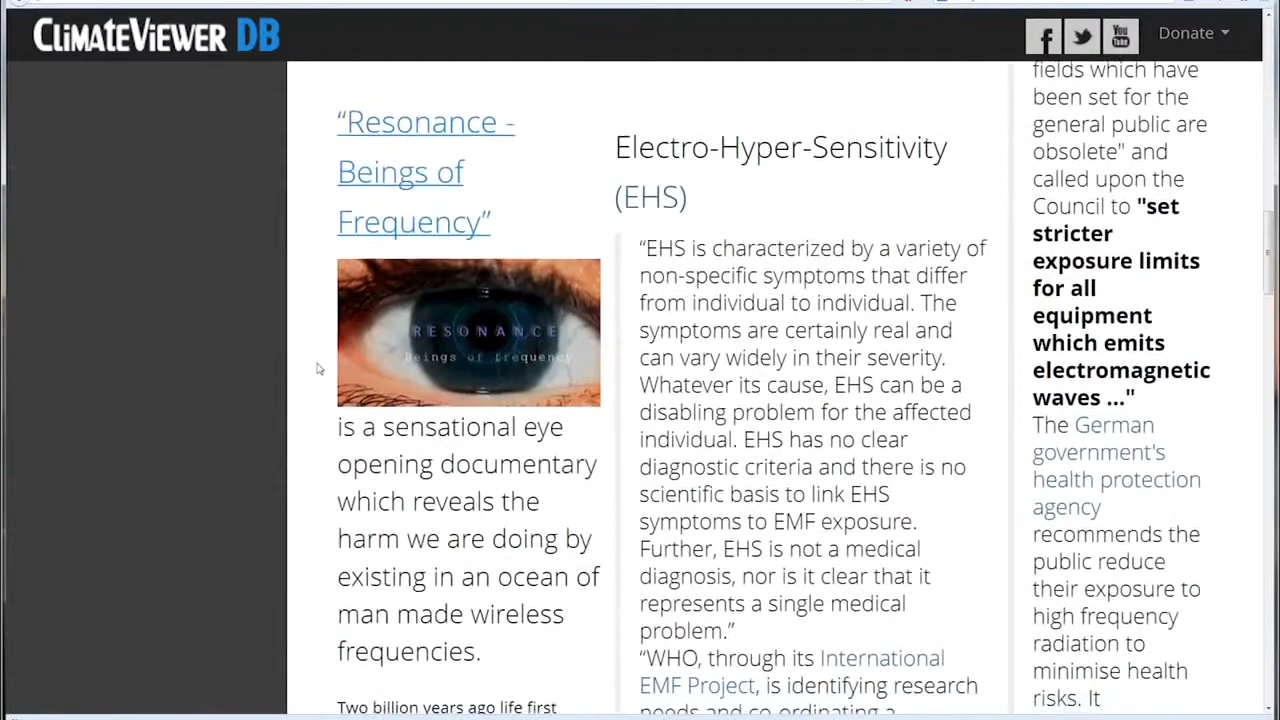 CLIMATEVIEWER DB
Donate
“Resonance -
Beings of
Frequency”
RESONANCE
Beings of frequency
is a sensational eye
opening documentary
which reveals the
harm we are doing by
existing in an ocean of
man made wireless
frequencies.
Two billion years ago life first
Electro-Hyper-Sensitivity
(EHS)
“EHS is characterized by a variety of
non-specific symptoms that differ
from individual to individual. The
symptoms are certainly real and
can vary widely in their severity.
Whatever its cause, EHS can be a
disabling problem for the affected
individual. EHS has no clear
diagnostic criteria and there is no
scientific basis to link EHS
symptoms to EMF exposure.
Further, EHS is not a medical
diagnosis, nor is it clear that it
represents a single medical
problem.”
“WHO, through its International
EMF Project, is identifying research
needs and co-ordinating a
fields which have
been set for the
general public are
obsolete" and
called upon the
Council to "set
stricter
exposure limits
for all
equipment
which emits
electromagnetic
waves ..."
The German
government's
health protection
agency
recommends the
public reduce
their exposure to
high frequency
radiation to
minimise health
risks. It